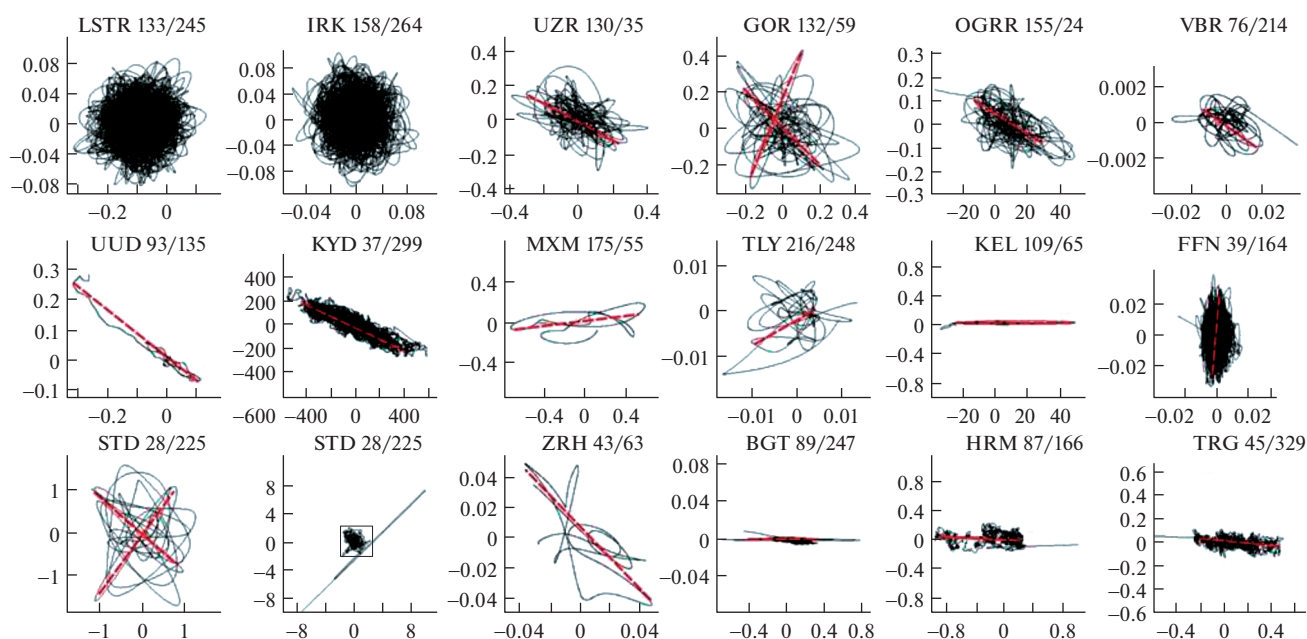 LSTR 133/245 IRK 158/264 UZR 130/35 GOR 132/59 OGRR 155/24 VBR 76/214
0.08 0.04 0 −0.04 −0.08 −0.2 0
0.08 0.04 0 −0.04 −0.08 −0.04 0 0.08
0.4 0.2 0 −0.2 −0.4 −0.4 0 0.2 0.4
0.4 0.2 0 −0.2 −0.2 0 0.2 0.4
0.3 0.2 0.1 0 −0.1 −0.2 −0.3 −20 0 20 40
0.002 0 −0.002 −0.02 0 0.02
UUD 93/135 KYD 37/299 MXM 175/55 TLY 216/248 KEL 109/65 FFN 39/164
0.3 0.2 0.1 0 −0.1 −0.2 0
400 200 0 −200 −400 −600 −400 0 400
0.4 0 −0.4 −0.4 0 0.4
0.01 0 −0.01 −0.01 0 0.01
0.8 0.4 0 −0.4 −0.8 −20 0 20 40
0.02 0 −0.02 −0.02 0 0.02
STD 28/225 STD 28/225 ZRH 43/63 BGT 89/247 HRM 87/166 TRG 45/329
1 0 −1 −1 0 1
8 4 0 −4 −8 −8 0 8
0.04 0.02 0 −0.02 −0.04 −0.04 0 0.04
0.08 0.04 0 −0.04 −0.4 0 0.4 0.8
0.8 0.4 0 −0.4 −0.8 −0.8 0 0.8
0.6 0.4 0.2 0 −0.2 −0.4 −0.6 −0.4 0 0.4